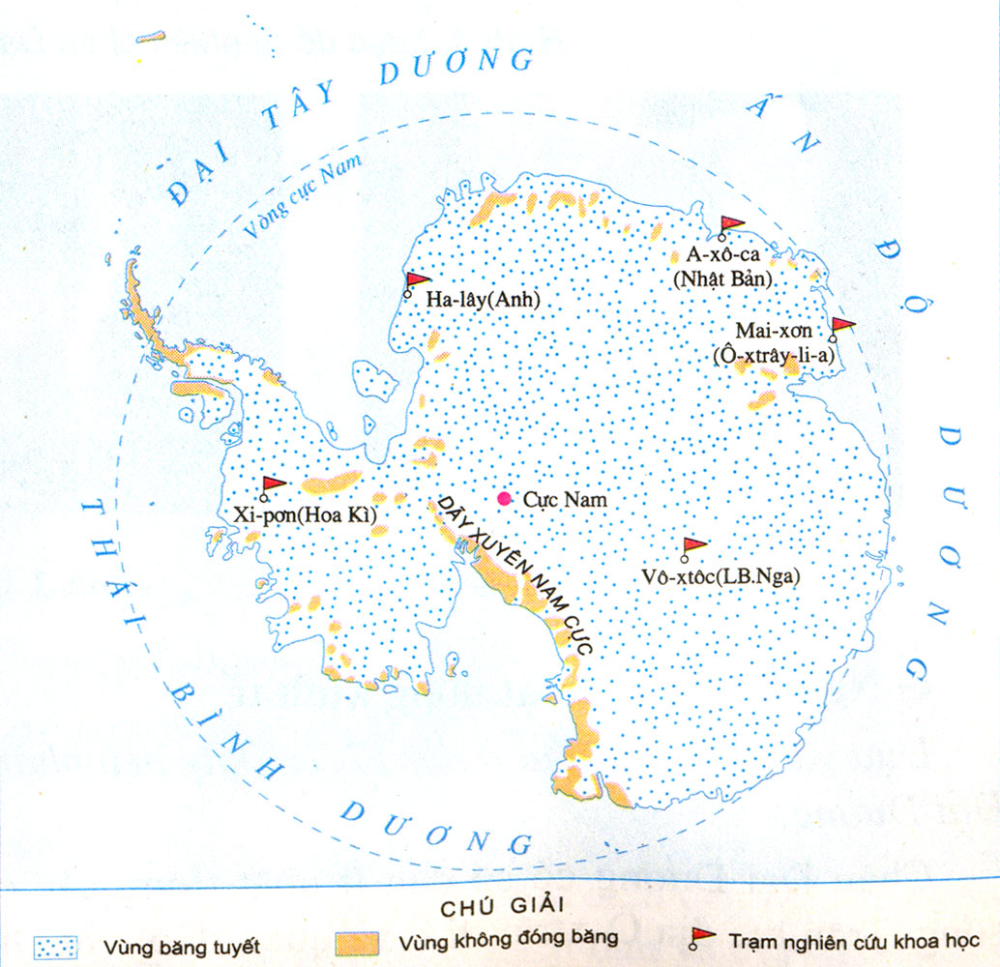 ĐẠI TÂY DƯƠNG
ẤN ĐỘ DƯƠNG
Vòng cực Nam
A-xô-ca
(Nhật Bản)
Ha-lây(Anh)
Mai-xơn
(Ô-xtrây-li-a)
Xi-pơn(Hoa Kì)
Cực Nam
DÃY XUYÊN NAM CỰC
Vô-xtôc(LB.Nga)
THÁI BÌNH DƯƠNG
CHÚ GIẢI
Vùng băng tuyết
Vùng không đóng băng
Trạm nghiên cứu khoa học